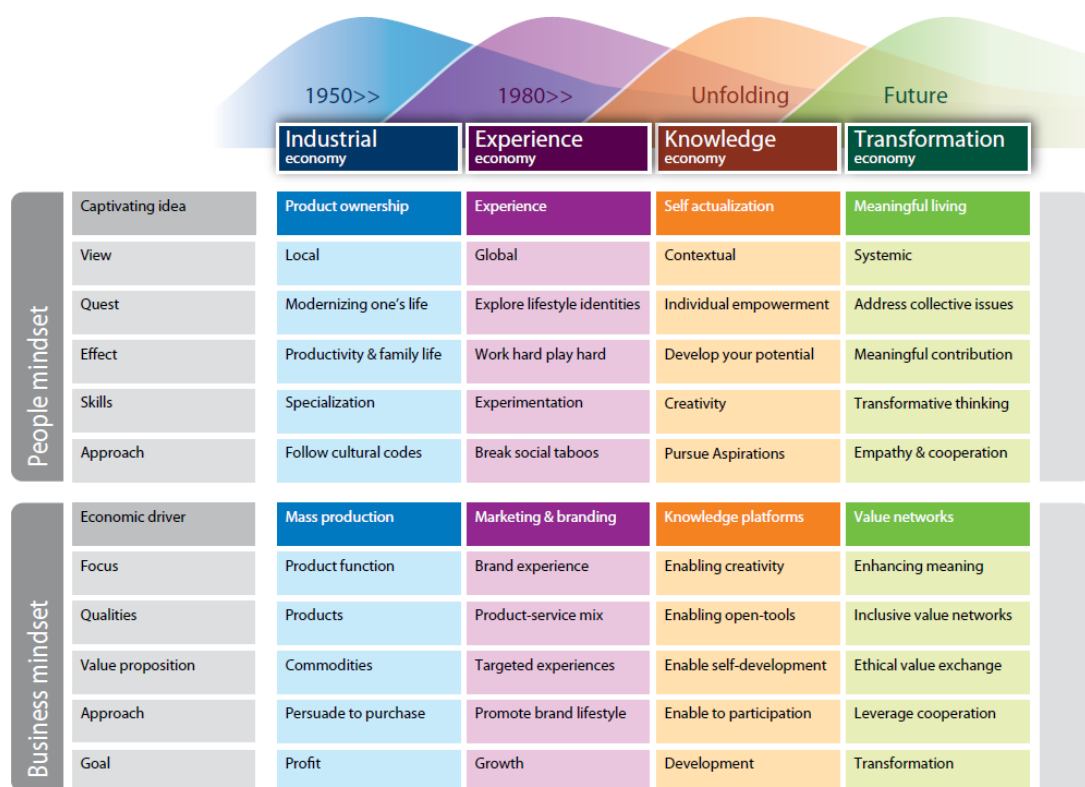 1950>>
1980>>
Unfolding
Future
Industrial
economy
Experience
economy
Knowledge
economy
Transformation
economy
People mindset
Captivating idea
Product ownership
Experience
Self actualization
Meaningful living
View
Local
Global
Contextual
Systemic
Quest
Modernizing one's life
Explore lifestyle identities
Individual empowerment
Address collective issues
Effect
Productivity & family life
Work hard play hard
Develop your potential
Meaningful contribution
Skills
Specialization
Experimentation
Creativity
Transformative thinking
Approach
Follow cultural codes
Break social taboos
Pursue Aspirations
Empathy & cooperation
Business mindset
Economic driver
Mass production
Marketing & branding
Knowledge platforms
Value networks
Focus
Product function
Brand experience
Enabling creativity
Enhancing meaning
Qualities
Products
Product-service mix
Enabling open-tools
Inclusive value networks
Value proposition
Commodities
Targeted experiences
Enable self-development
Ethical value exchange
Approach
Persuade to purchase
Promote brand lifestyle
Enable to participation
Leverage cooperation
Goal
Profit
Growth
Development
Transformation